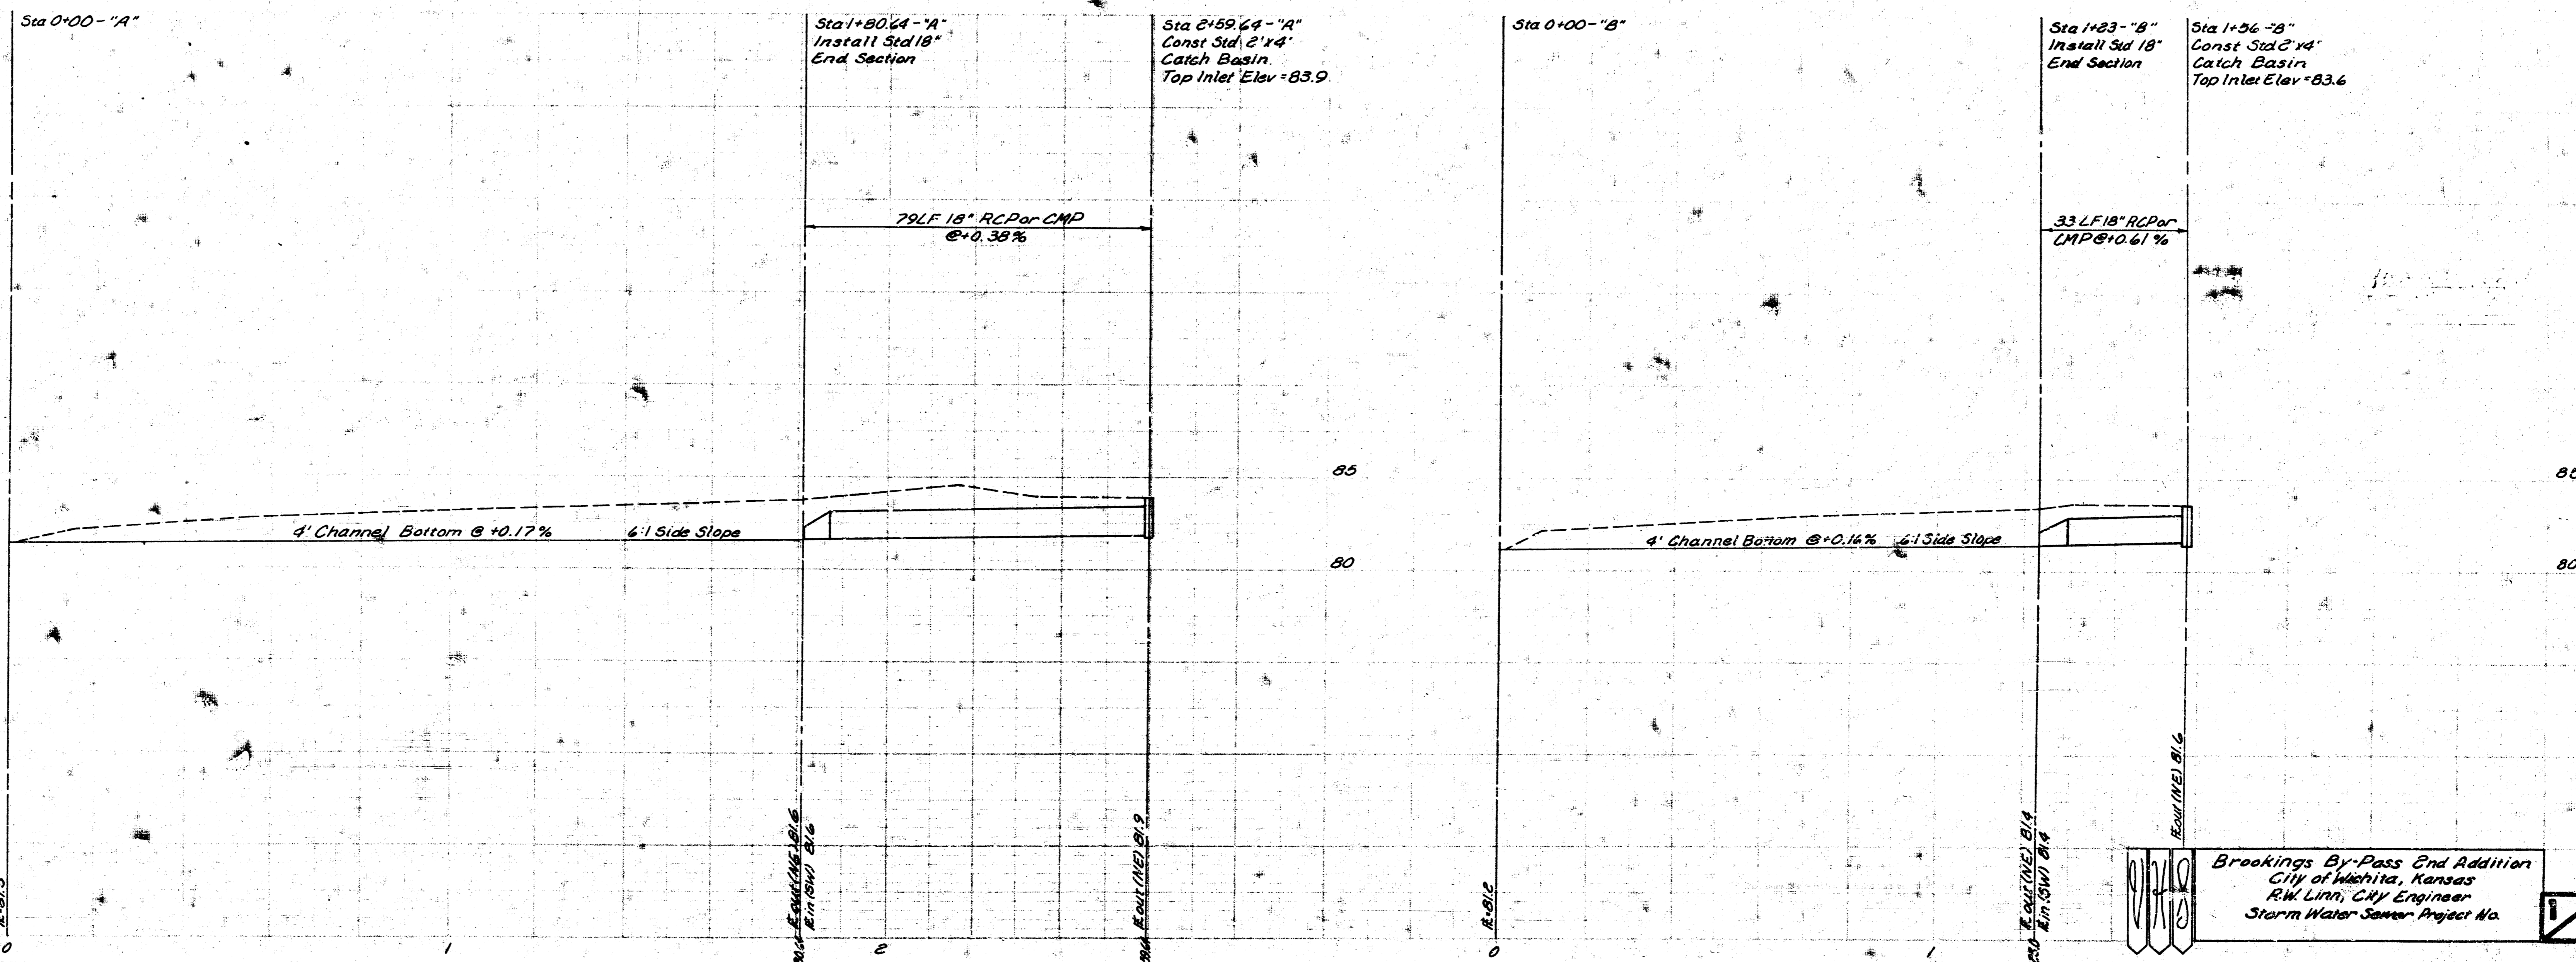 Sta 0+00-"A"
Sta 1+80.64-"A"
Install Std 18"
End Section
Sta 2+59.64-"A"
Const Std 2'x4'
Catch Basin.
Top Inlet Elev=83.9
Sta 0+00-"B"
Sta 1+23-"B"
Install Std 18"
End Section
Sta 1+56-"B"
Const Std 2'x4'
Catch Basin
Top Inlet Elev=83.6
79LF 18" RCP or CMP
@+0.38%
33 LF 18" RCP or
CMP@+0.61%
85
4' Channel Bottom @ +0.17% 6:1 Side Slope
80
4' Channel Bottom @+0.16% 6:1 Side Slope
80
out (NE) 81.6
in (SW) 81.6
out (NE) 81.9
81.2
out (NE) 81.4
in (SW) 81.4
out (NE) 81.6
0
1
2
0
1
Brookings By-Pass 2nd Addition
City of Wichita, Kansas
R.W. Linn, City Engineer
Storm Water Sewer Project No.